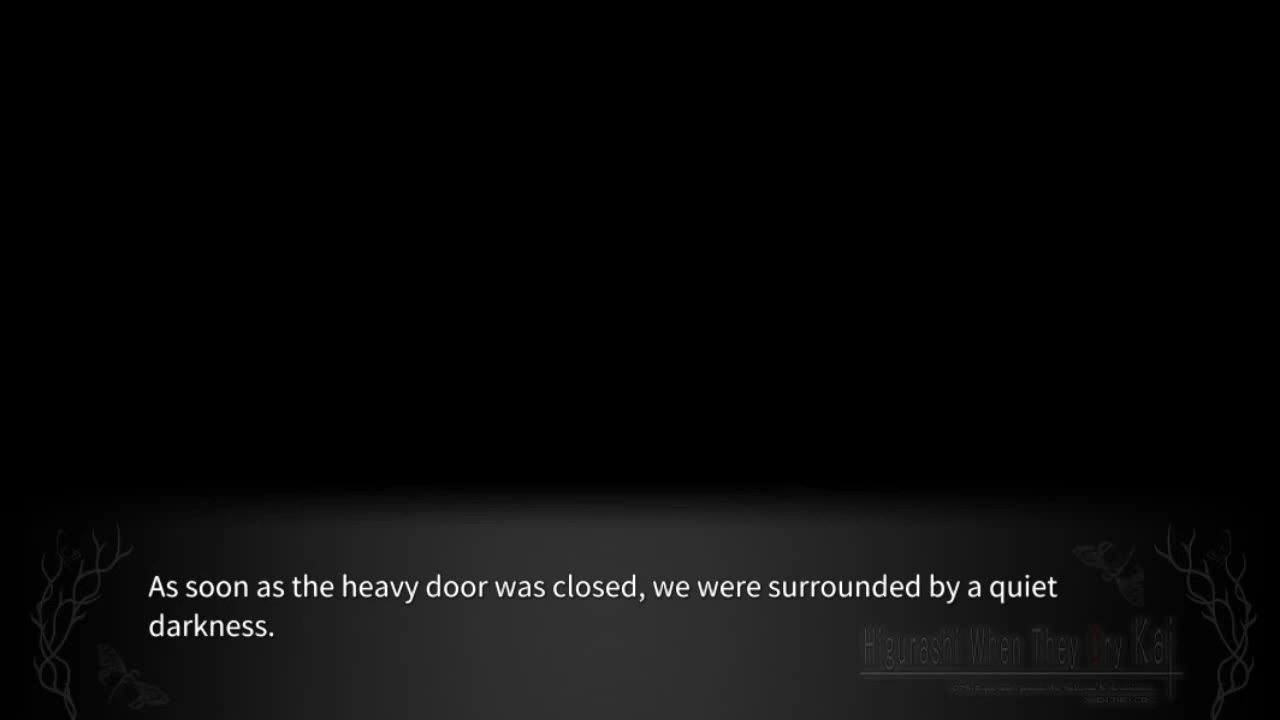 As soon as the heavy door was closed, we were surrounded by a quiet
darkness.
Higurashi When They Cry Kai